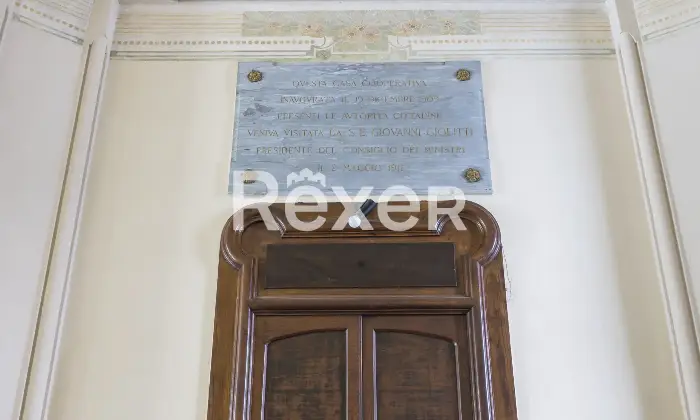 QUESTA CASA COOPERATIVA
INAUGURATA IL
PRESENTI LE AUTORITÀ CITTADINE
VENIVA VISITATA DA S.E. GIOVANNI GIOLITTI
PRESIDENTE DEL CONSIGLIO DEI MINISTRI
IL MAGGIO
Rexer